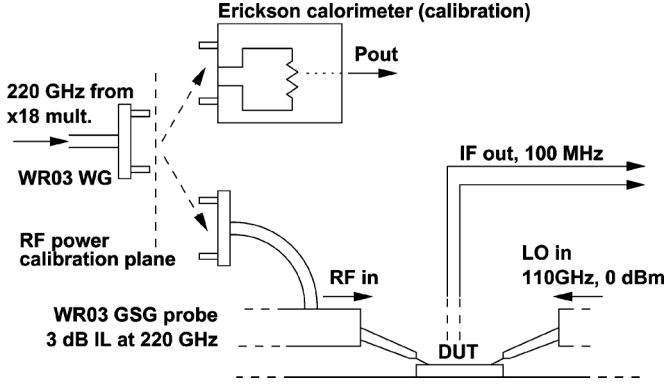 Erickson calorimeter (calibration)
Pout
220 GHz from
x18 mult.
WR03 WG
IF out, 100 MHz
RF power
calibration plane
RF in
LO in
110GHz, 0 dBm
WR03 GSG probe
3 dB IL at 220 GHz
DUT